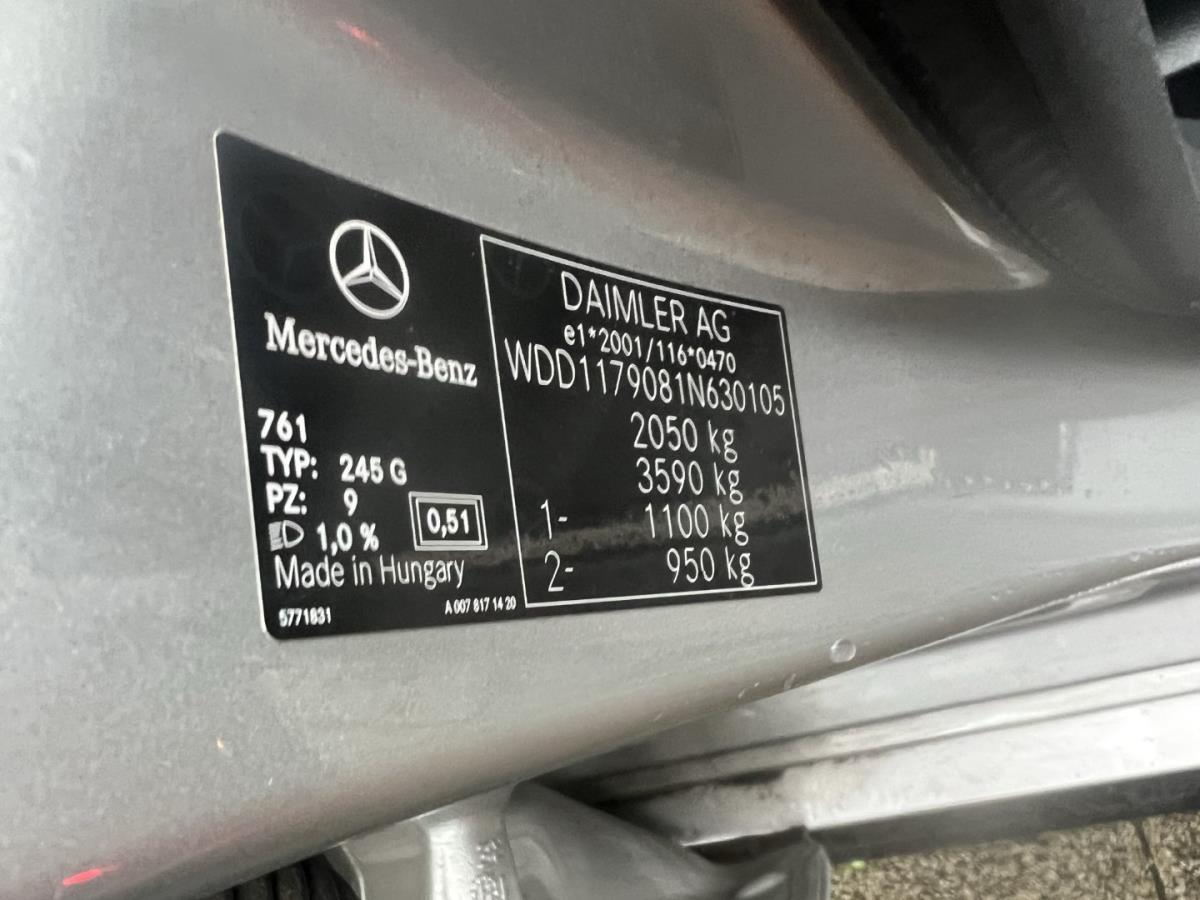 Mercedes-Benz
761
TYP: 245 G
PZ: 9
1,0 %
0,51
Made in Hungary
5771831
A 007 817 14 20
DAIMLER AG
e1*2001/116*0470
WDD1179081N630105
2050 kg
3590 kg
1- 1100 kg
2- 950 kg